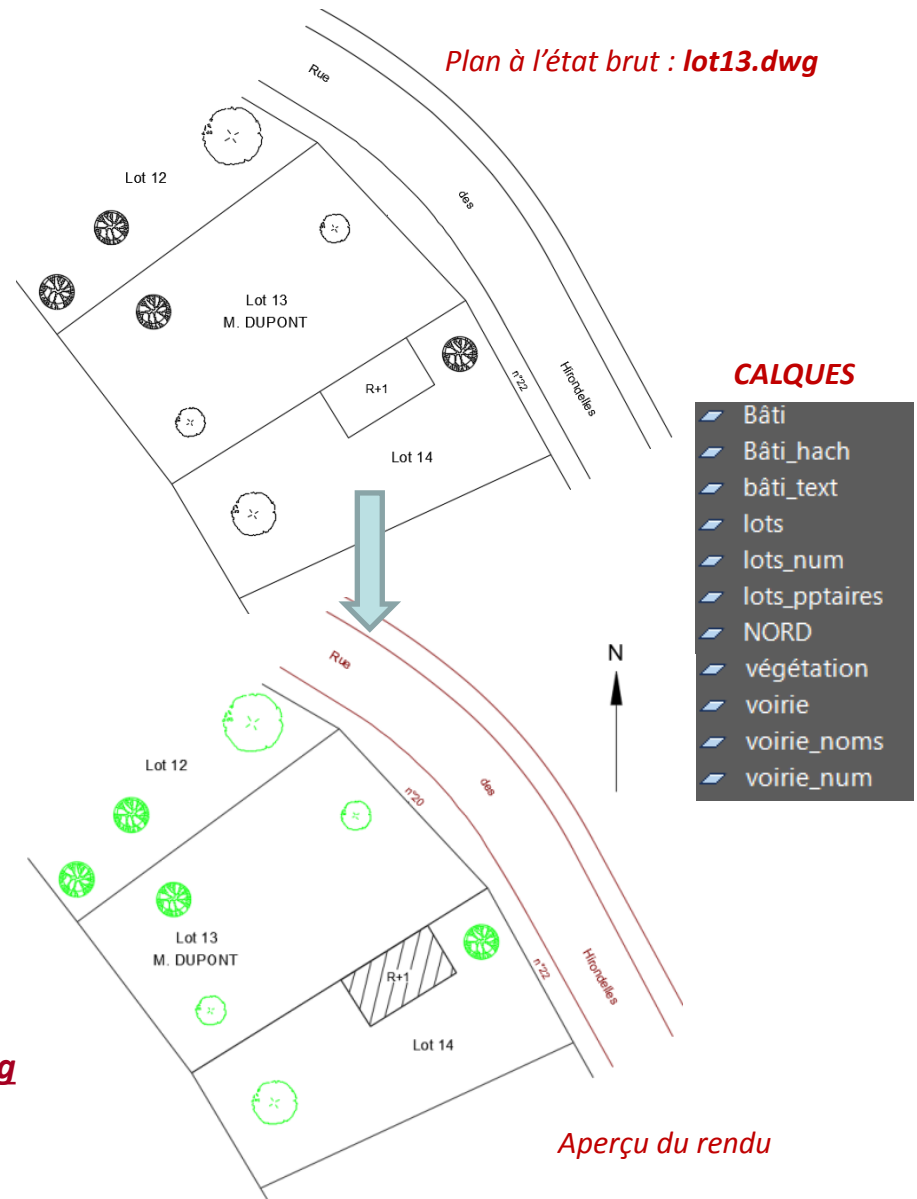 Plan à l'état brut : lot13.dwg
Rue
des
Hirondelles
Lot 12
Lot 13
M. DUPONT
R+1
n°22
Lot 14
CALQUES
Bâti
Bâti_hach
bâti_text
lots
lots_num
lots_pptaires
NORD
végétation
voirie
voirie_noms
voirie_num
N
Rue
des
Hirondelles
Lot 12
n°20
Lot 13
M. DUPONT
R+1
n°22
Lot 14
g
Aperçu du rendu